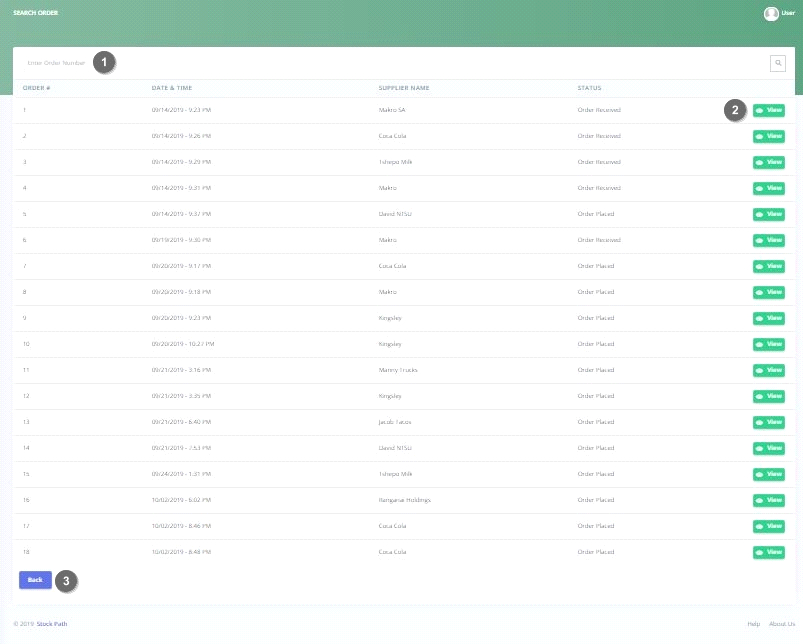 SEARCH ORDER User
Enter Order Number 1
ORDER # DATE & TIME SUPPLIER NAME STATUS
1 09/14/2019 - 9:23 PM Makro SA Order Received 2 View
2 09/14/2019 - 9:26 PM Coca Cola Order Received View
3 09/14/2019 - 9:29 PM Tshepo Milk Order Received View
4 09/14/2019 - 9:31 PM Makro Order Received View
5 09/14/2019 - 9:37 PM David NTSU Order Placed View
6 09/19/2019 - 9:30 PM Makro Order Received View
7 09/20/2019 - 9:17 PM Coca Cola Order Placed View
8 09/20/2019 - 9:18 PM Makro Order Placed View
9 09/20/2019 - 9:23 PM Kingsley Order Placed View
10 09/20/2019 - 10:27 PM Kingsley Order Placed View
11 09/21/2019 - 3:16 PM Manny Trucks Order Placed View
12 09/21/2019 - 3:35 PM Kingsley Order Placed View
13 09/21/2019 - 6:40 PM Jacob Tacos Order Placed View
14 09/21/2019 - 7:53 PM David NTSU Order Placed View
15 09/24/2019 - 1:31 PM Tshepo Milk Order Placed View
16 10/02/2019 - 6:02 PM Holdings Order Placed View
17 10/02/2019 - 8:46 PM Coca Cola Order Placed View
18 10/02/2019 - 8:48 PM Coca Cola Order Placed View
Back 3
© 2019 Stock Path Help About Us